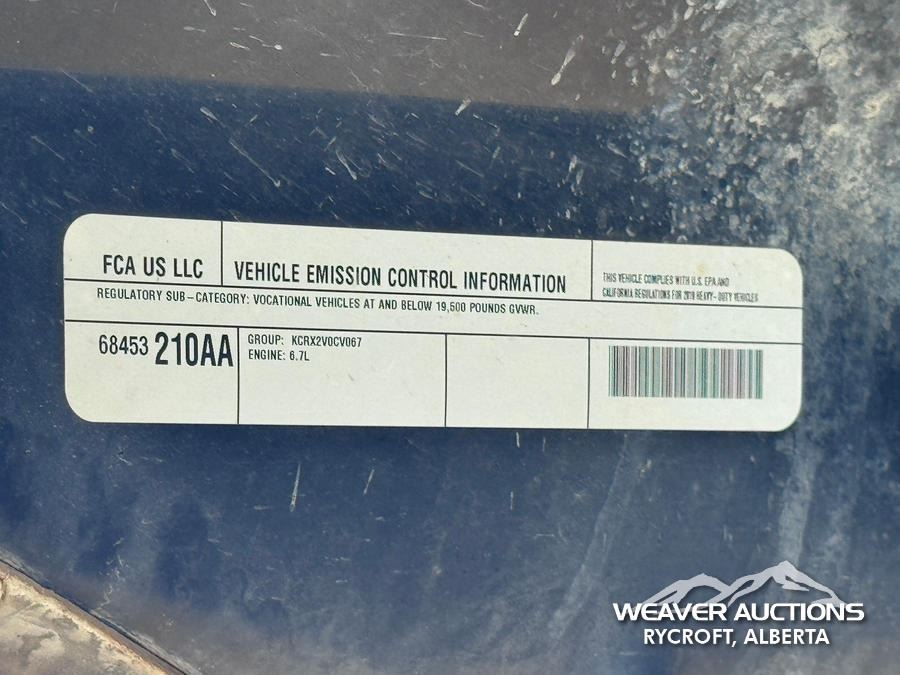 FCA US LLC
VEHICLE EMISSION CONTROL INFORMATION
THIS VEHICLE COMPLIES WITH U.S. EPA AND
CALIFORNIA REGULATIONS FOR 2019 HEAVY-DUTY VEHICLES
REGULATORY SUB-CATEGORY: VOCATIONAL VEHICLES AT AND BELOW 19,500 POUNDS GVWR.
68453 210AA
GROUP: KCRX2V0CV067
ENGINE: 6.7L
WEAVER AUCTIONS
RYCROFT, ALBERTA